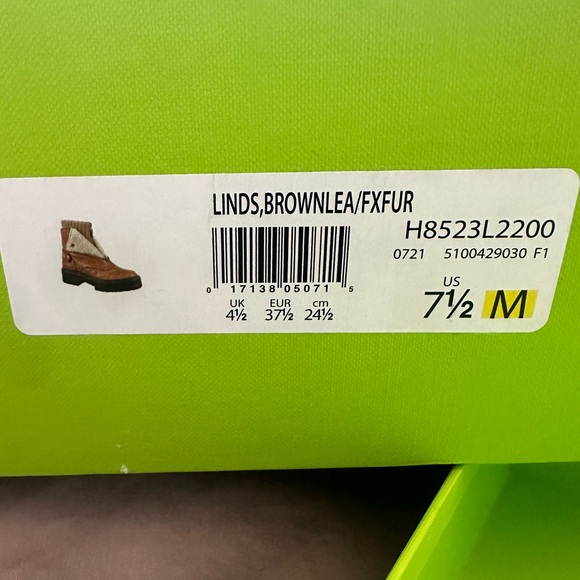 LINDS,BROWNLEA/FXFUR
H8523L2200
0721 5100429030 F1
0 17138 05071 5
UK EUR cm
4½ 37½ 24½
US
7½ M